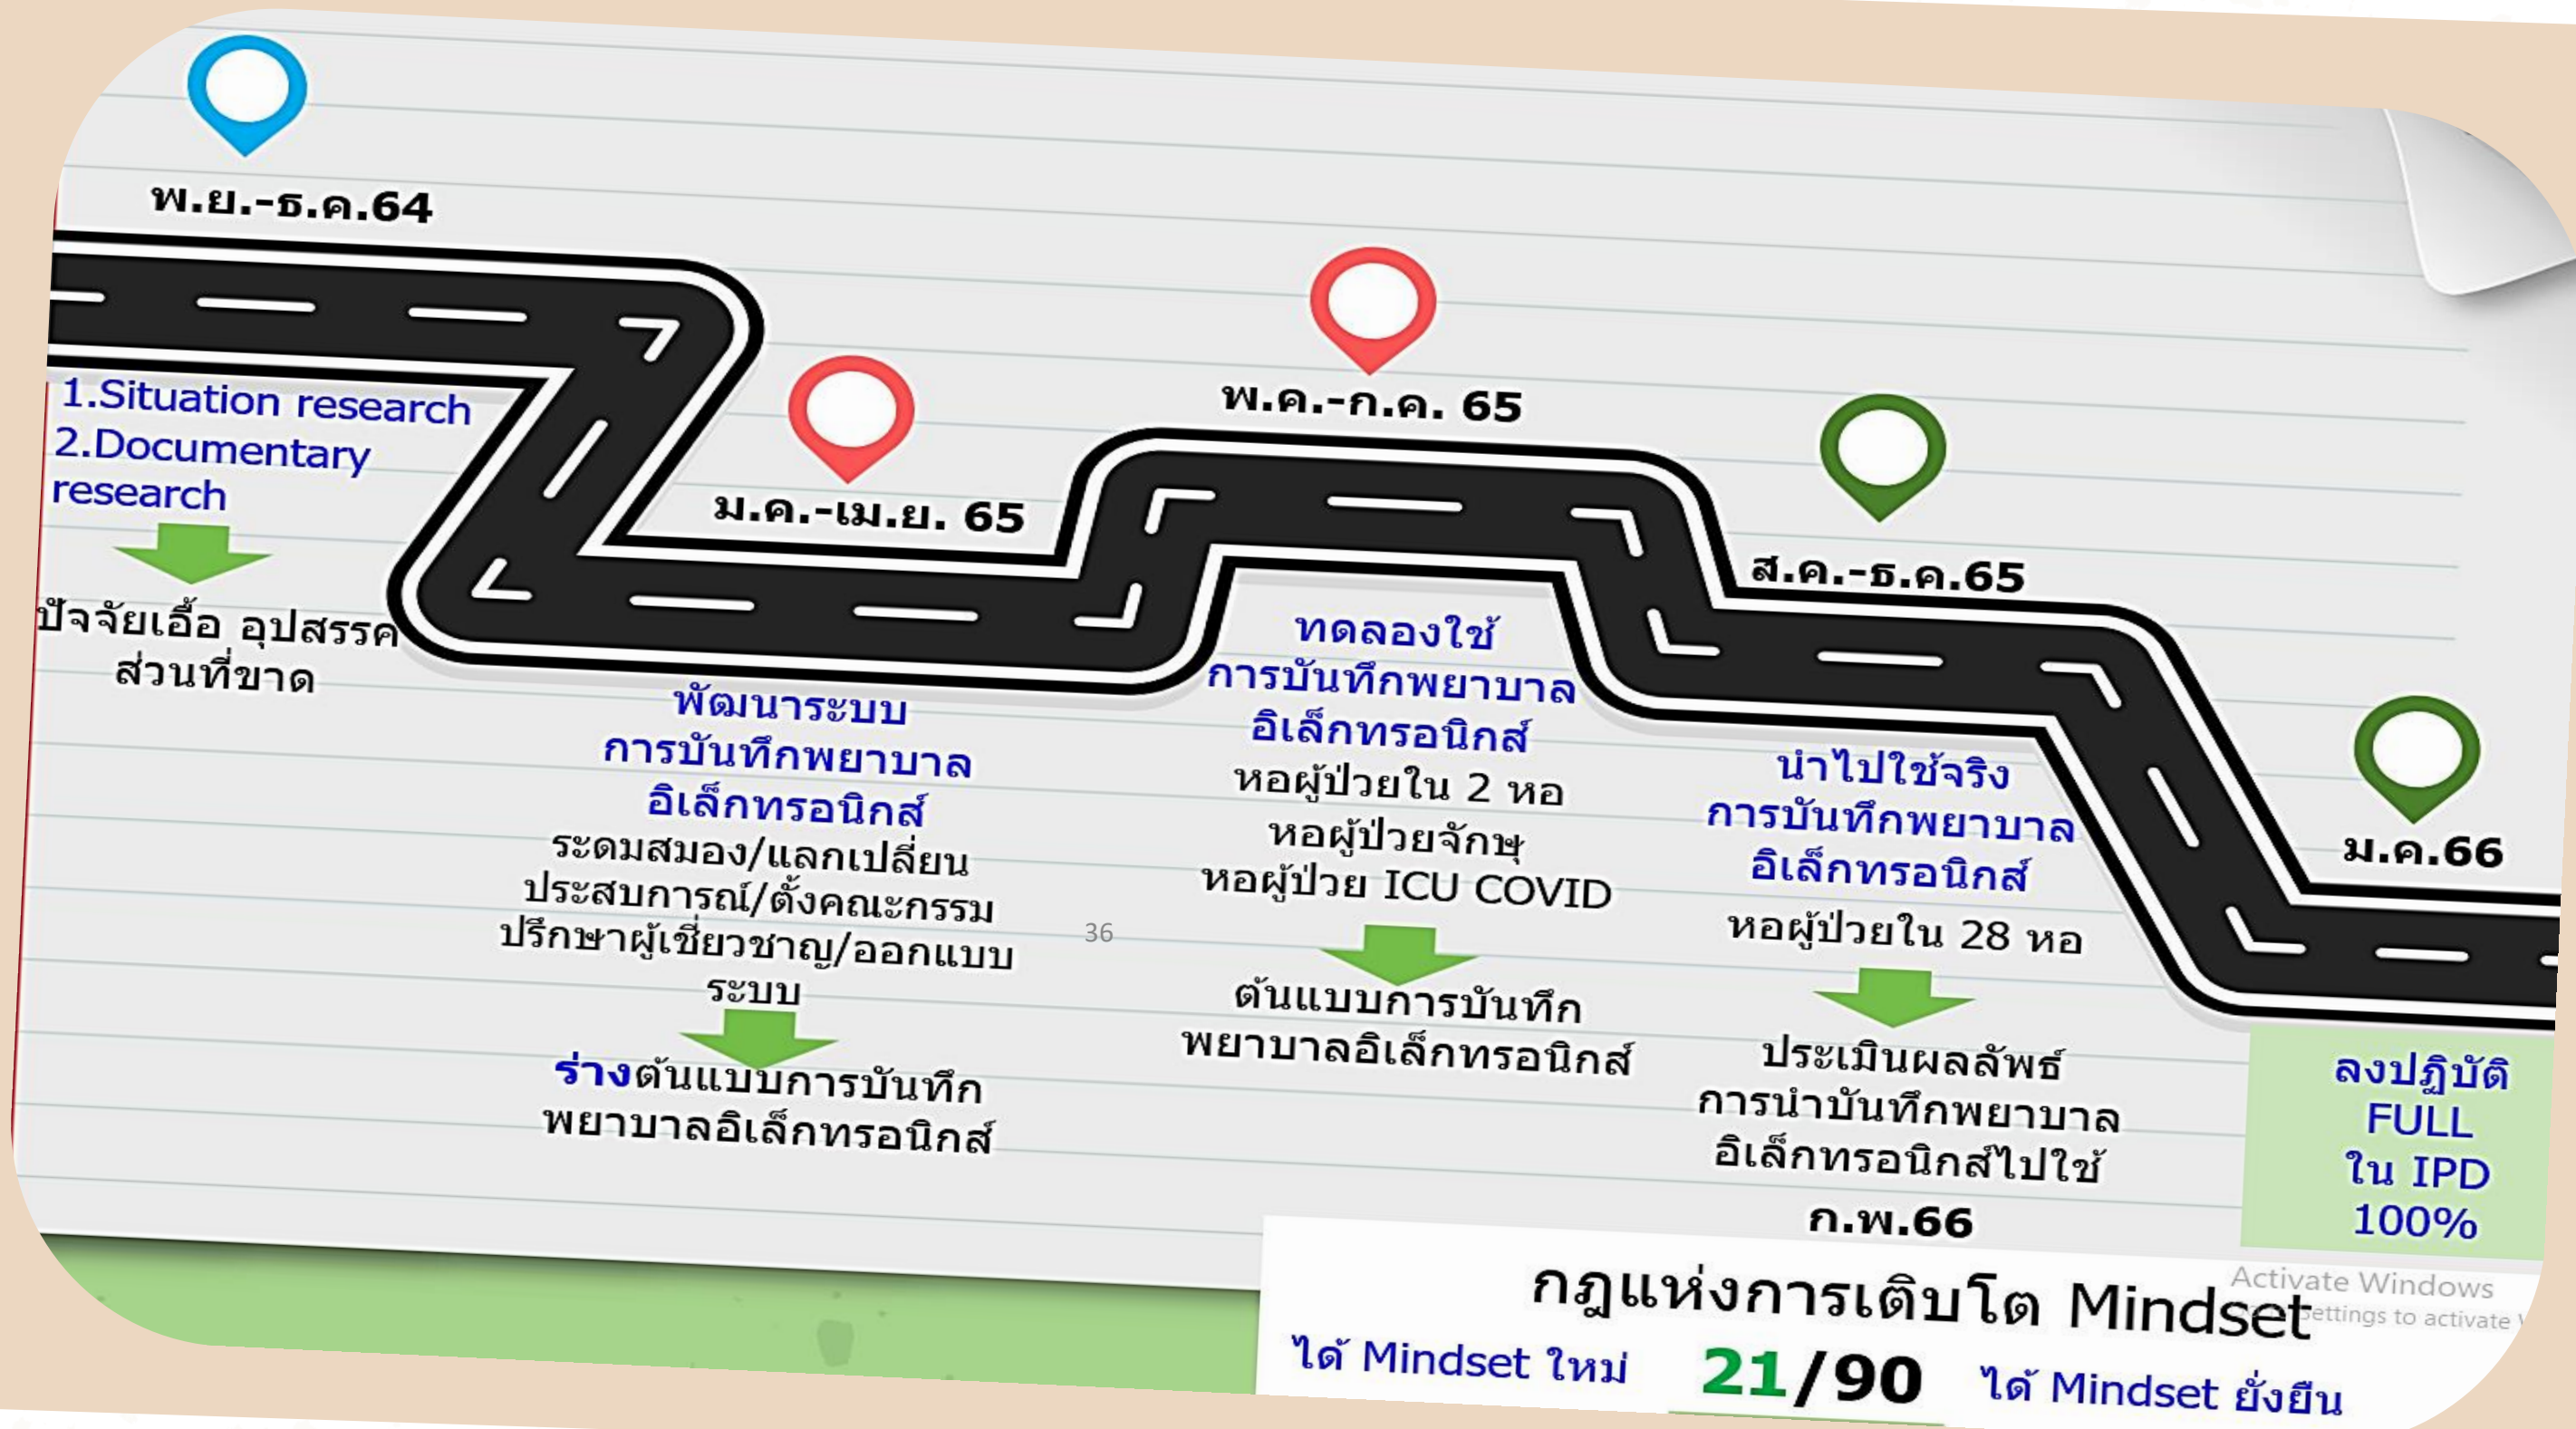 พ.ย.-ธ.ค.64
1.Situation research
2.Documentary
research
ปัจจัยเอื้อ อุปสรรค
ส่วนที่ขาด
ม.ค.-เม.ย. 65
พัฒนาระบบ
การบันทึกพยาบาล
อิเล็กทรอนิกส์
ระดมสมอง/แลกเปลี่ยน
ประสบการณ์/ตั้งคณะกรรม
ปรึกษาผู้เชี่ยวชาญ/ออกแบบ
ระบบ
ร่างต้นแบบการบันทึก
พยาบาลอิเล็กทรอนิกส์
36
พ.ค.-ก.ค. 65
ทดลองใช้
การบันทึกพยาบาล
อิเล็กทรอนิกส์
หอผู้ป่วยใน 2 หอ
หอผู้ป่วยจักษุ
หอผู้ป่วย ICU COVID
ต้นแบบการบันทึก
พยาบาลอิเล็กทรอนิกส์
ส.ค.-ธ.ค.65
นำไปใช้จริง
การบันทึกพยาบาล
อิเล็กทรอนิกส์
หอผู้ป่วยใน 28 หอ
ประเมินผลลัพธ์
การนำบันทึกพยาบาล
อิเล็กทรอนิกส์ไปใช้
ก.พ.66
ม.ค.66
ลงปฏิบัติ
FULL
ใน IPD
100%
กฎแห่งการเติบโต Mindset
Activate Windows
settings to activate
ได้ Mindset ใหม่ 21/90 ได้ Mindset ยั่งยืน